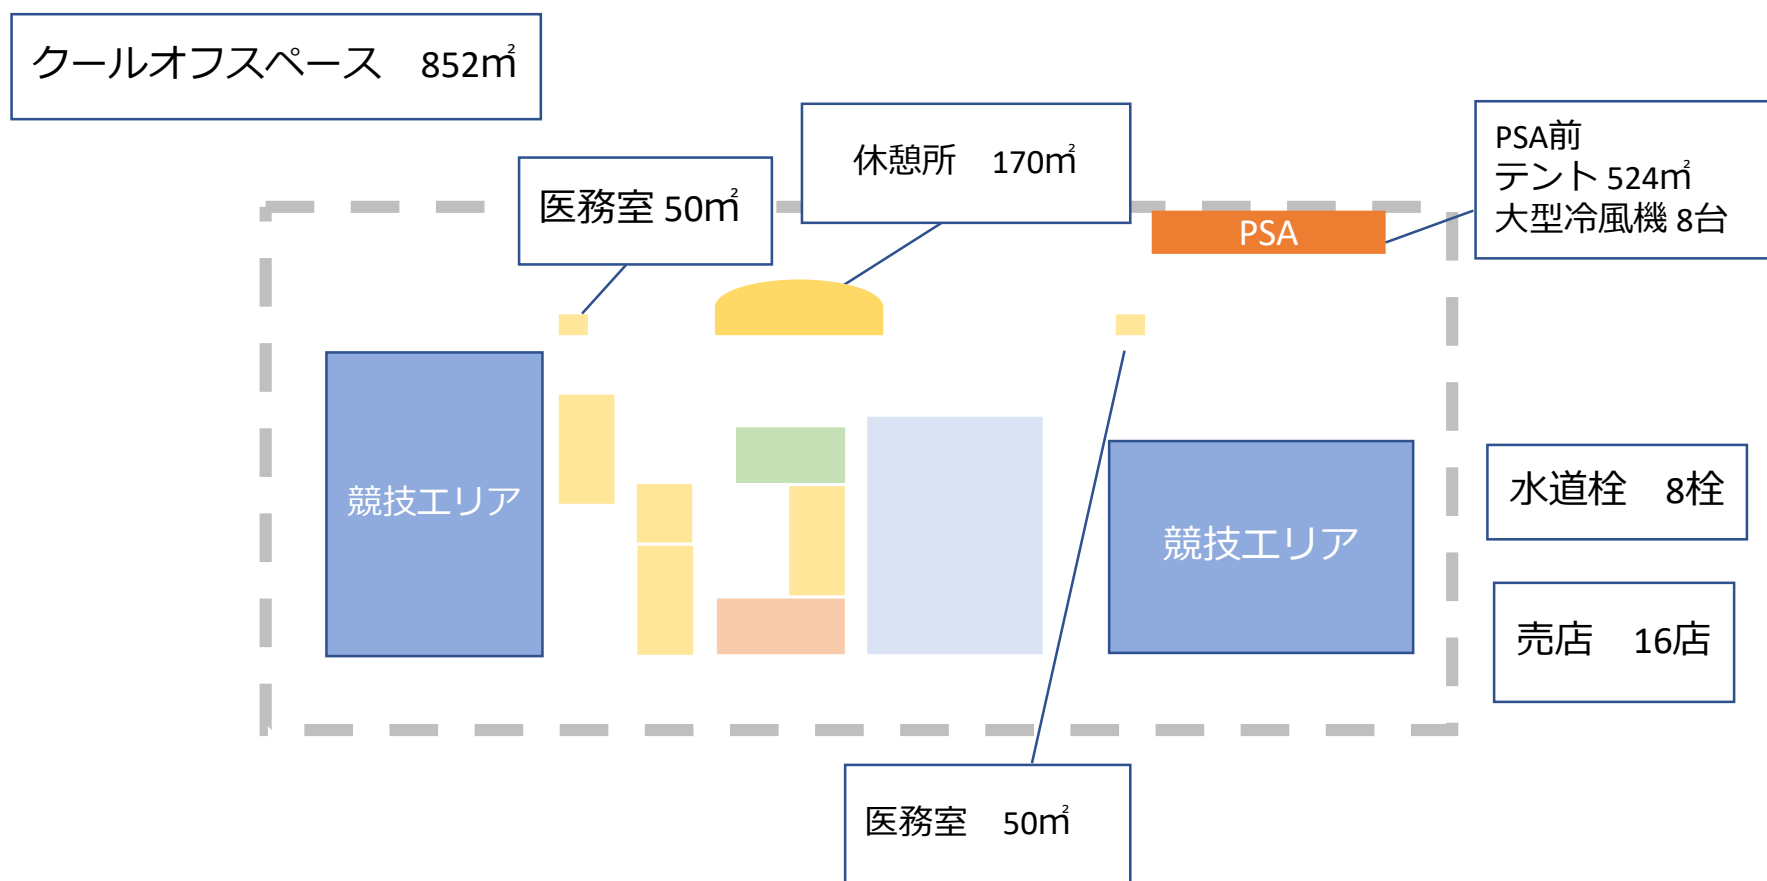 クールオフスペース　852㎡
休憩所　170㎡
PSA前
テント 524㎡
大型冷風機 8台
医務室 50㎡
PSA
競技エリア
競技エリア
水道栓　8栓
売店　16店
医務室　50㎡